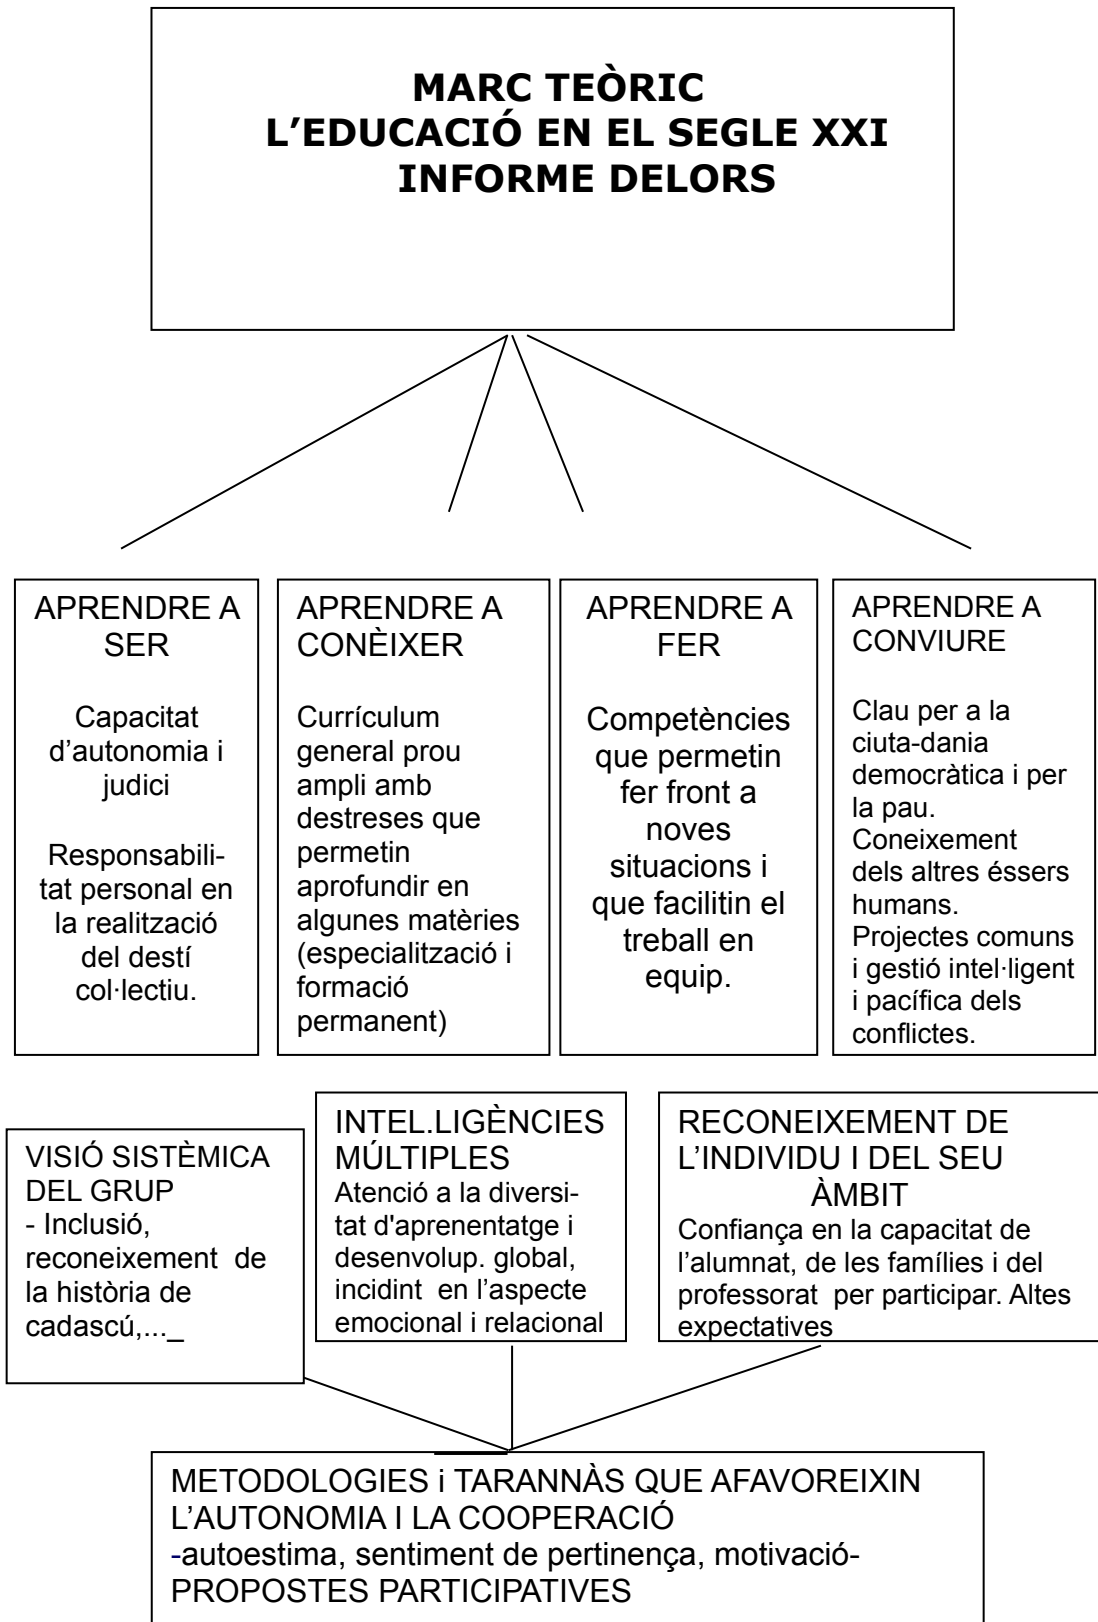 MARC TEÒRIC
L’EDUCACIÓ EN EL SEGLE XXI
INFORME DELORS
APRENDRE A
SER
Capacitat
d’autonomia i
judici
Responsabili-
tat personal en
la realització
del destí
col·lectiu.
APRENDRE A
CONÈIXER
Currículum
general prou
ampli amb
destreses que
permetin
aprofundir en
algunes matèries
(especialització i
formació
permanent)
APRENDRE A
FER
Competències
que permetin
fer front a
noves
situacions i
que facilitin el
treball en
equip.
APRENDRE A
CONVIURE
Clau per a la
ciuta-dania
democràtica i per
la pau.
Coneixement
dels altres éssers
humans.
Projectes comuns
i gestió intel·ligent
i pacífica dels
conflictes.
VISIÓ SISTÈMICA
DEL GRUP
- Inclusió,
reconeixement de
la història de
cadascú,..._
INTEL.LIGÈNCIES
MÚLTIPLES
Atenció a la diversi-
tat d'aprenentatge i
desenvolup. global,
incidint en l’aspecte
emocional i relacional
RECONEIXEMENT DE
L’INDIVIDU I DEL SEU
ÀMBIT
Confiança en la capacitat de
l’alumnat, de les famílies i del
professorat per participar. Altes
expectatives
METODOLOGIES i TARANNÀS QUE AFAVOREIXIN
L’AUTONOMIA I LA COOPERACIÓ
-autoestima, sentiment de pertinença, motivació-
PROPOSTES PARTICIPATIVES